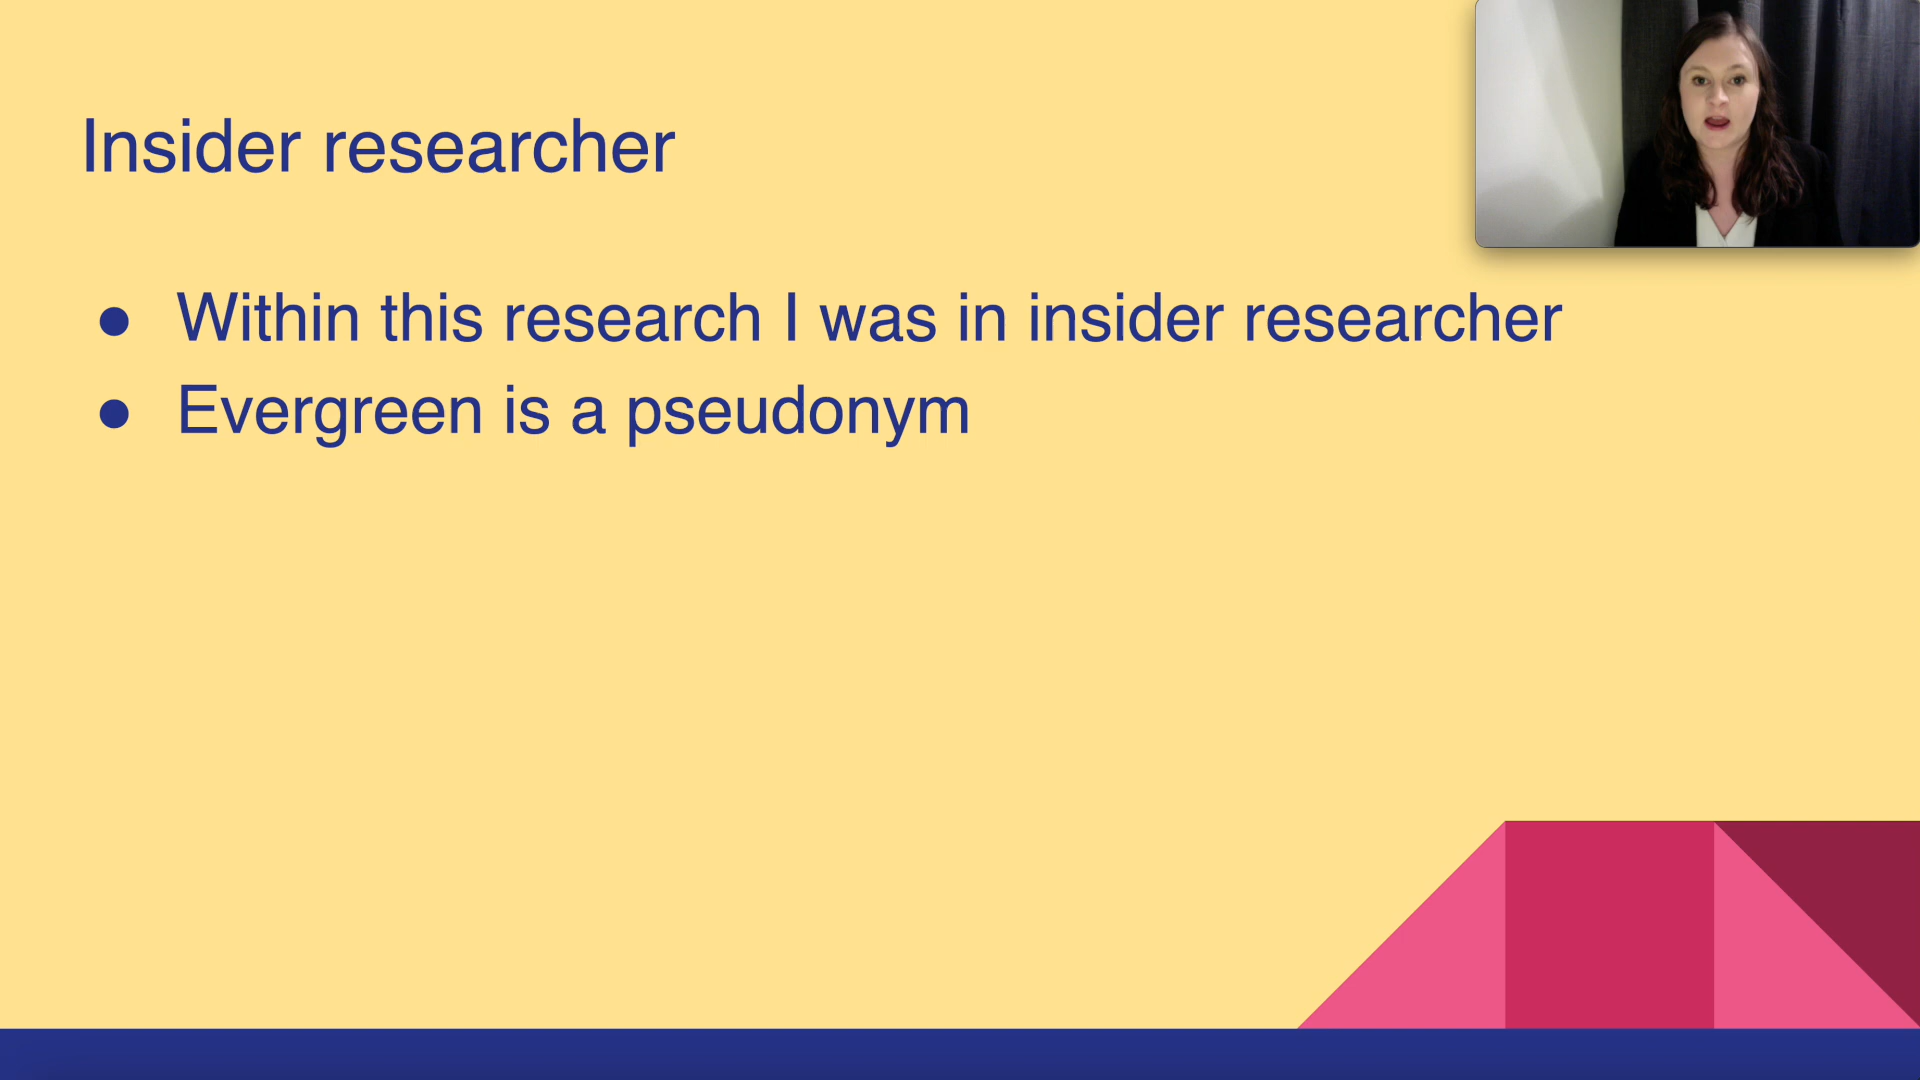 Insider researcher
● Within this research I was in insider researcher
● Evergreen is a pseudonym